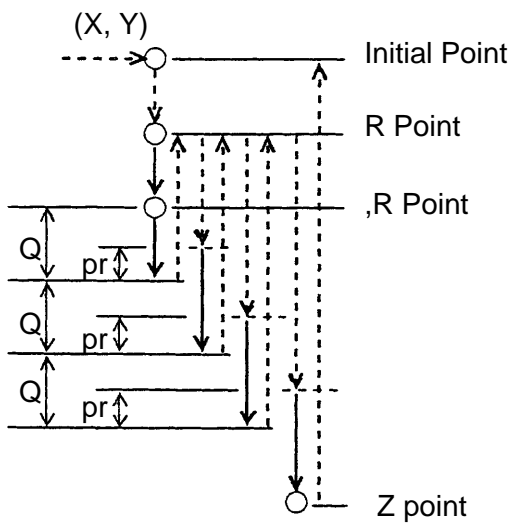 (X, Y)
Initial Point
R Point
,R Point
Q
pr
Q
pr
Q
pr
Z point